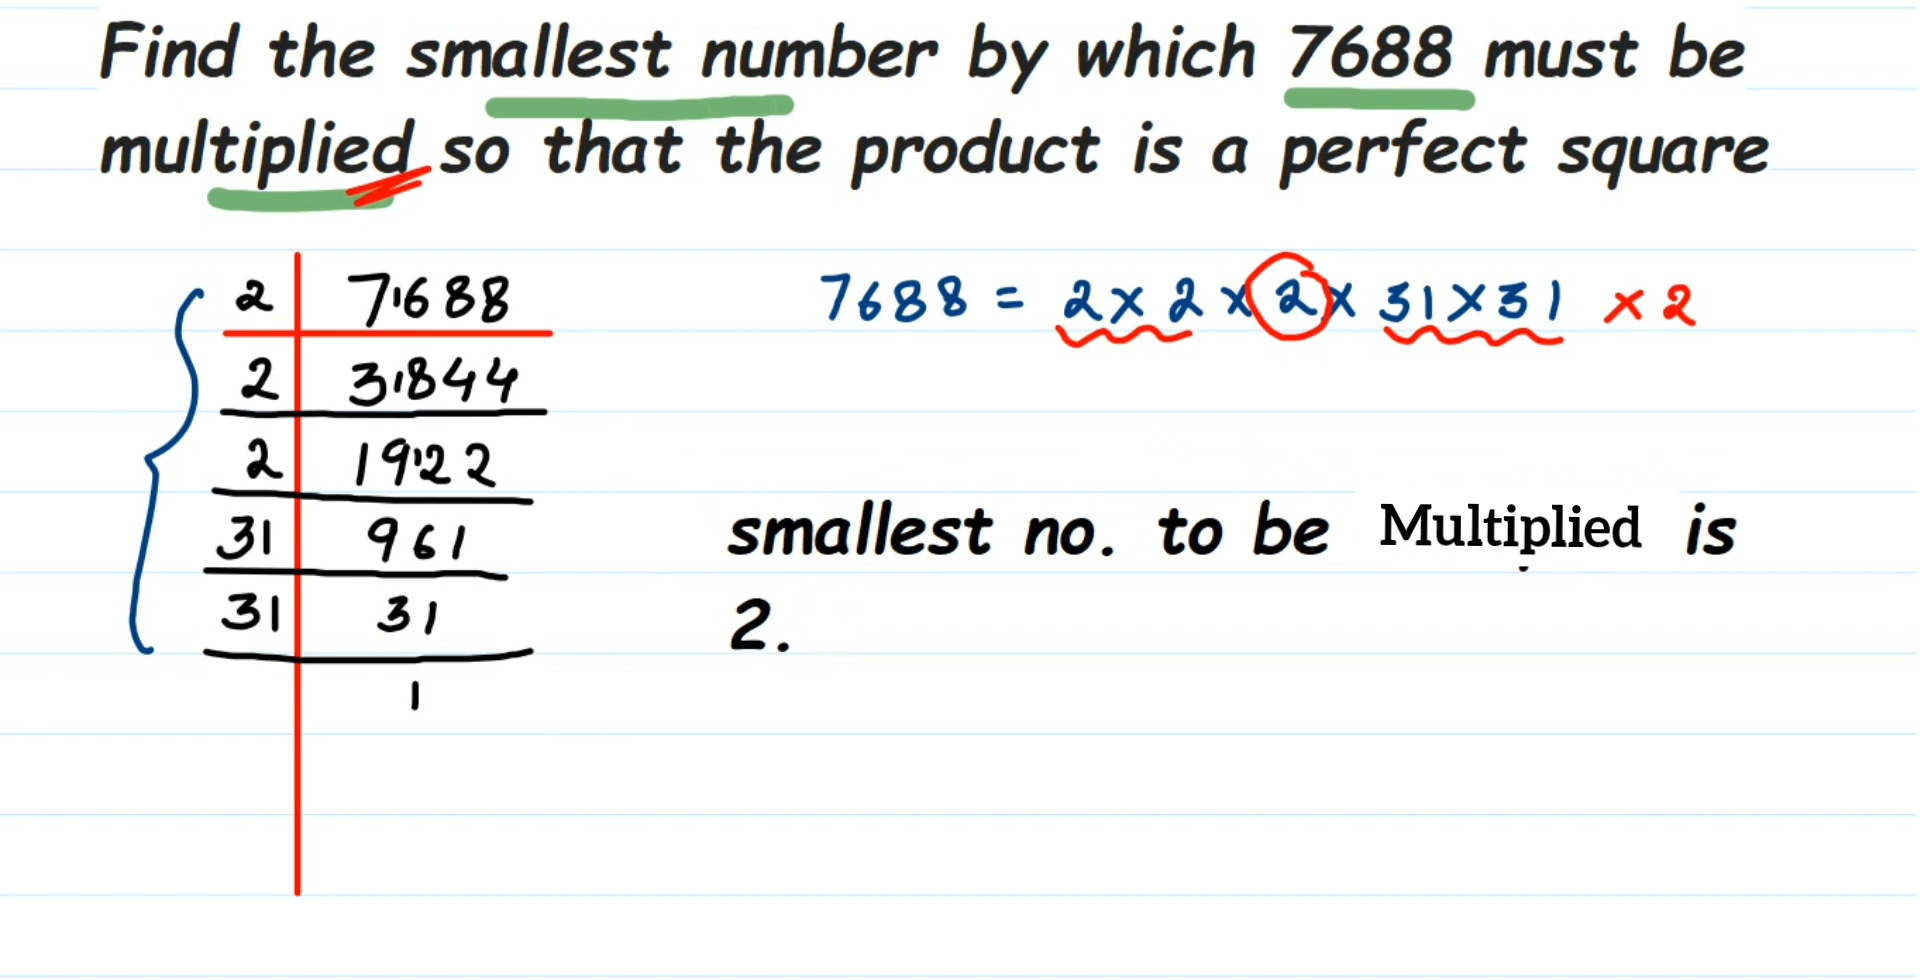 Find the smallest number by which 7688 must be
multiplied so that the product is a perfect square
2 7688
2 3844
2 1922
31 961
31 31
1
7688 = 2 × 2 × 2 × 31 × 31 × 2
smallest no. to be Multiplied is
2.